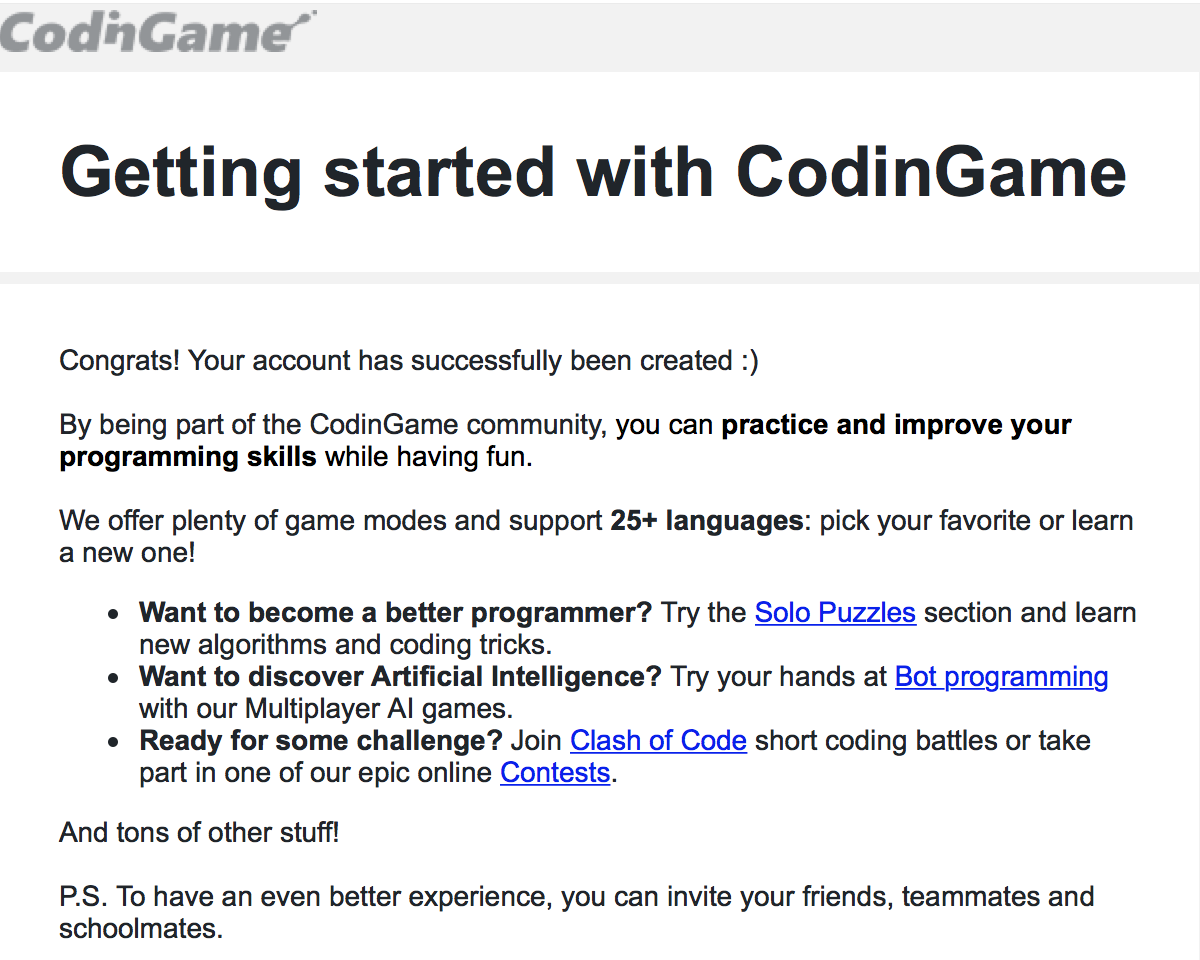 CodinGame
Getting started with CodinGame
Congrats! Your account has successfully been created :)
By being part of the CodinGame community, you can practice and improve your
programming skills while having fun.
We offer plenty of game modes and support 25+ languages: pick your favorite or learn
a new one!
• Want to become a better programmer? Try the Solo Puzzles section and learn
new algorithms and coding tricks.
• Want to discover Artificial Intelligence? Try your hands at Bot programming
with our Multiplayer AI games.
• Ready for some challenge? Join Clash of Code short coding battles or take
part in one of our epic online Contests.
And tons of other stuff!
P.S. To have an even better experience, you can invite your friends, teammates and
schoolmates.